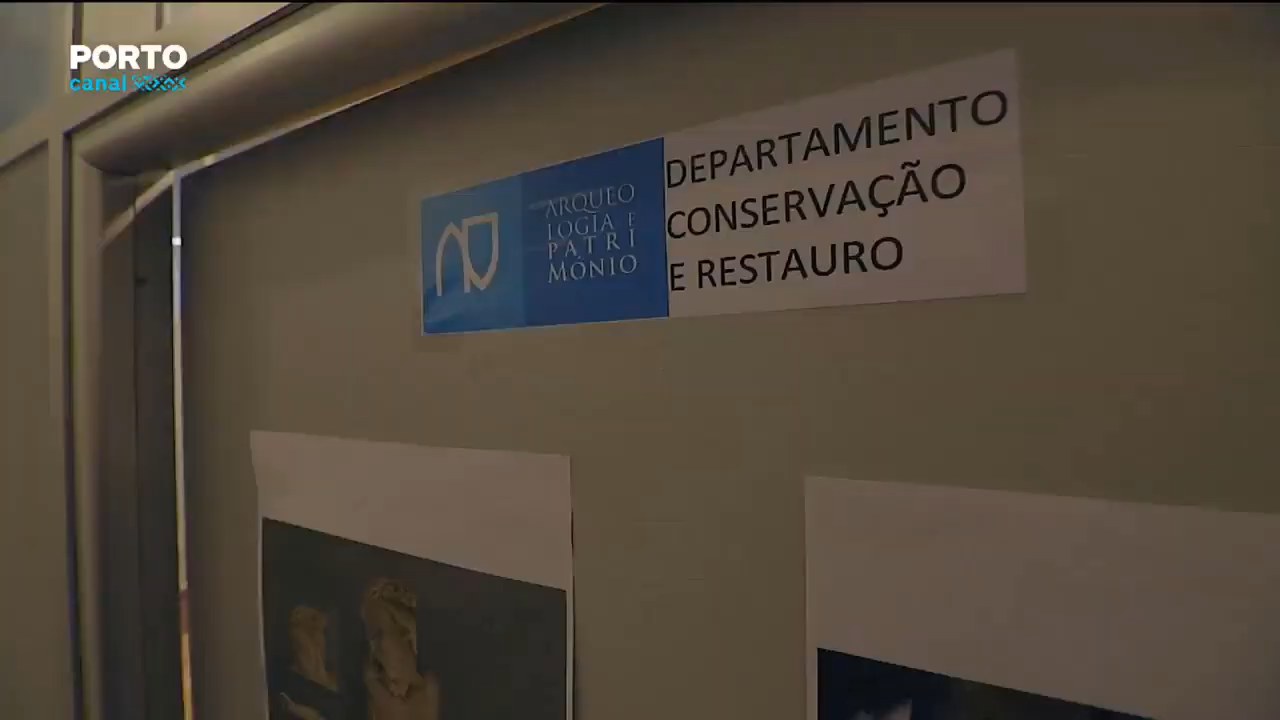 PORTO
canal
ARQUEO
LOGIA E
PATRI
MÓNIO
DEPARTAMENTO
CONSERVAÇÃO
E RESTAURO